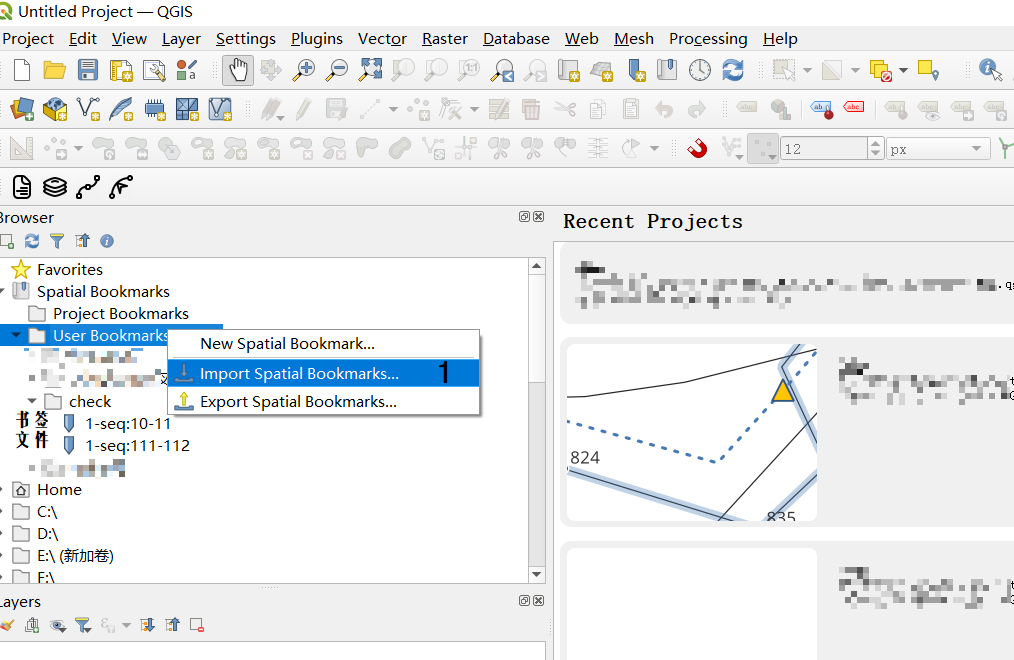 Untitled Project — QGIS
Project Edit View Layer Settings Plugins Vector Raster Database Web Mesh Processing Help
12 px
Browser
Recent Projects
Favorites
Spatial Bookmarks
Project Bookmarks
User Bookmarks
New Spatial Bookmark...
Import Spatial Bookmarks... 1
Export Spatial Bookmarks...
check
书签
文件
1-seq:10-11
1-seq:111-112
Home
C:\
D:\
E:\ (新加卷)
F:\
Layers
824
835